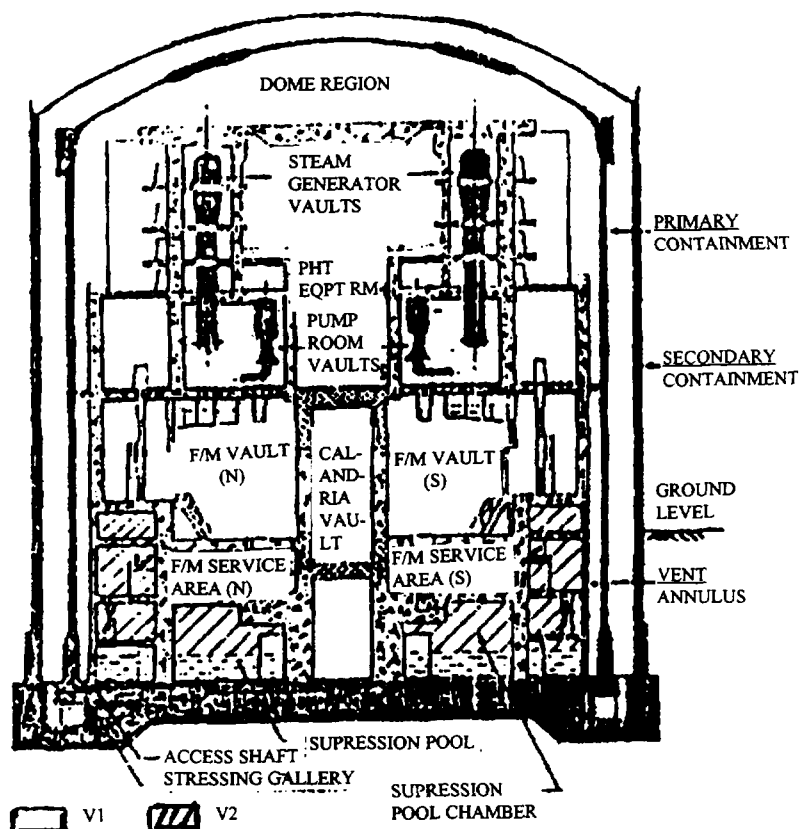 DOME REGION
STEAM
GENERATOR
VAULTS
PRIMARY
CONTAINMENT
PHT
EQPT RM
PUMP
ROOM
VAULTS
SECONDARY
CONTAINMENT
F/M VAULT
(N)
CAL-
AND-
RIA
VAU-
LT
F/M VAULT
(S)
GROUND
LEVEL
F/M SERVICE
AREA (N)
F/M SERVICE
AREA (S)
VENT
ANNULUS
ACCESS SHAFT
STRESSING GALLERY
SUPRESSION POOL
SUPRESSION
POOL CHAMBER
V1
V2